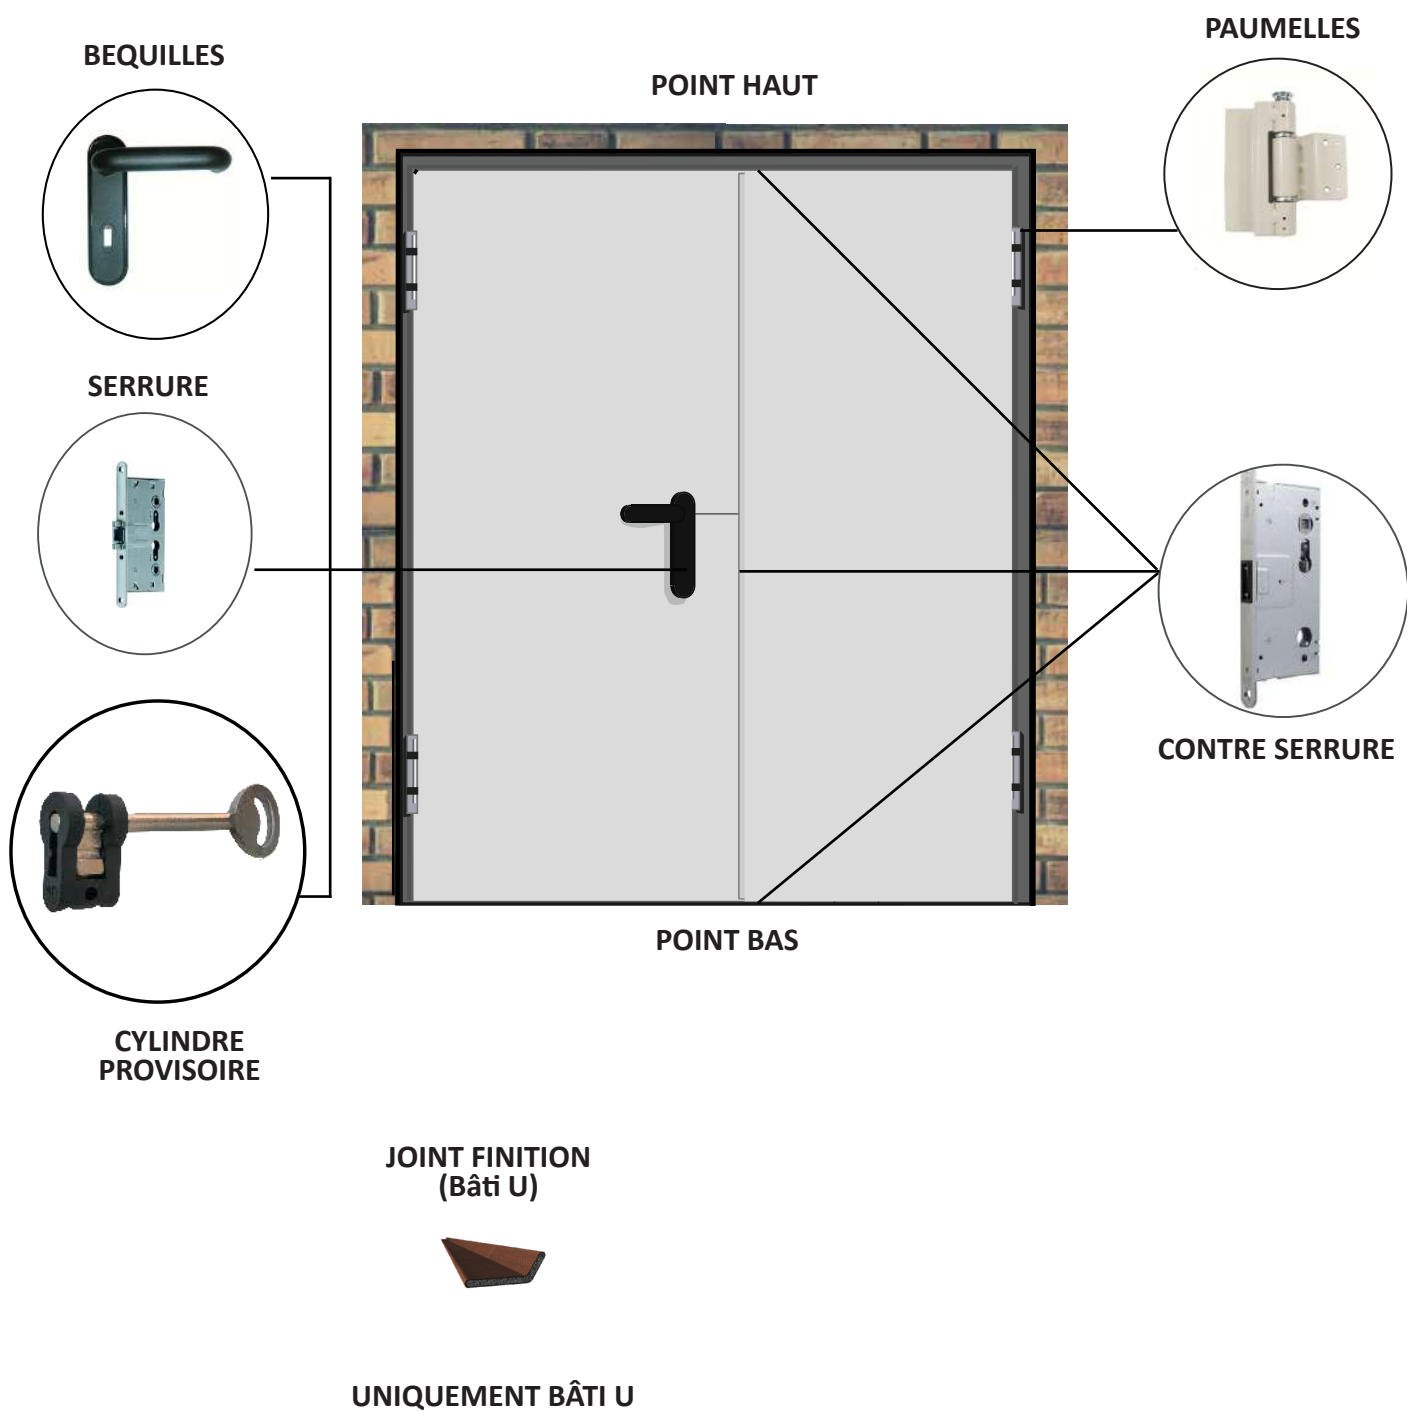 PAUMELLES
BEQUILLES
POINT HAUT
SERRURE
CONTRE SERRURE
POINT BAS
CYLINDRE
PROVISOIRE
JOINT FINITION
(Bâti U)
UNIQUEMENT BÂTI U